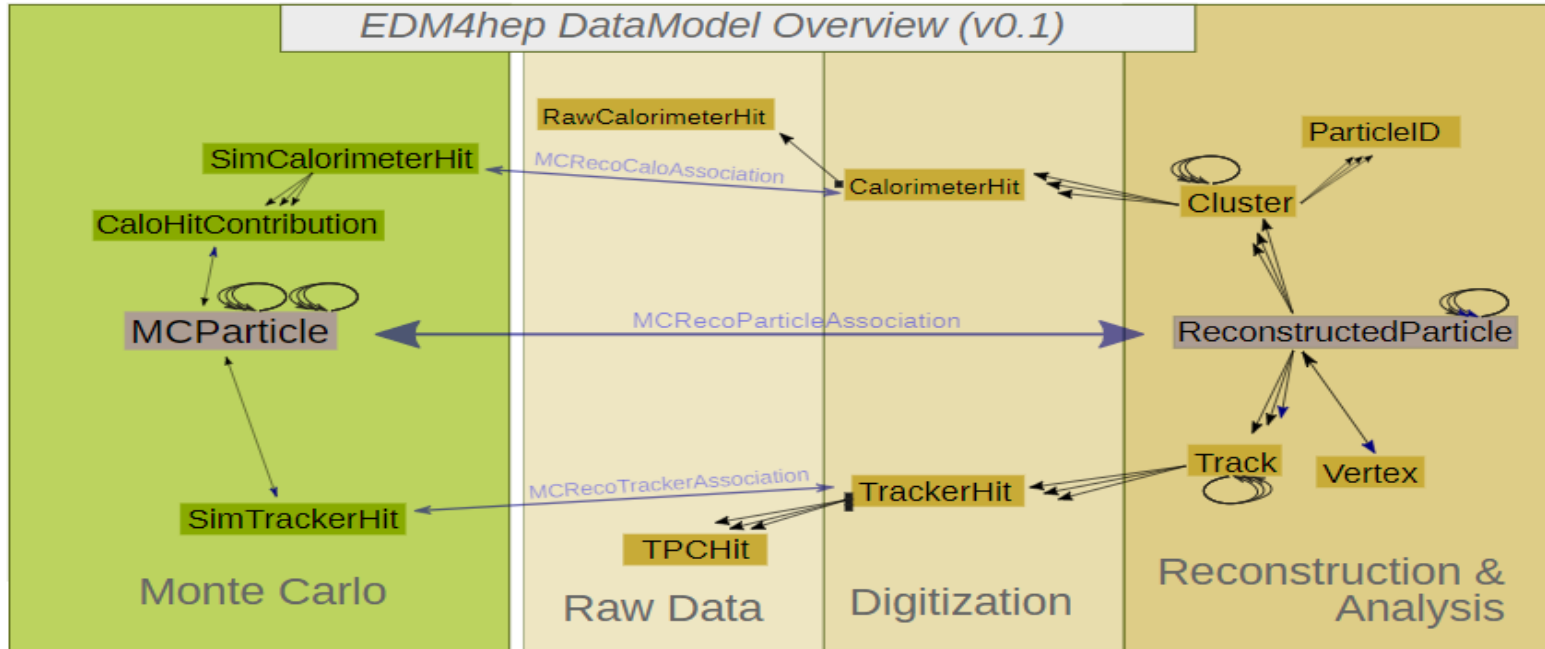 EDM4hep DataModel Overview (v0.1)
RawCalorimeterHit
ParticleID
SimCalorimeterHit
MCRecoCaloAssociation
CalorimeterHit
Cluster
CaloHitContribution
MCParticle
MCRecoParticleAssociation
ReconstructedParticle
Track
Vertex
MCRecoTrackerAssociation
TrackerHit
SimTrackerHit
TPCHit
Monte Carlo
Raw Data
Digitization
Reconstruction &
Analysis